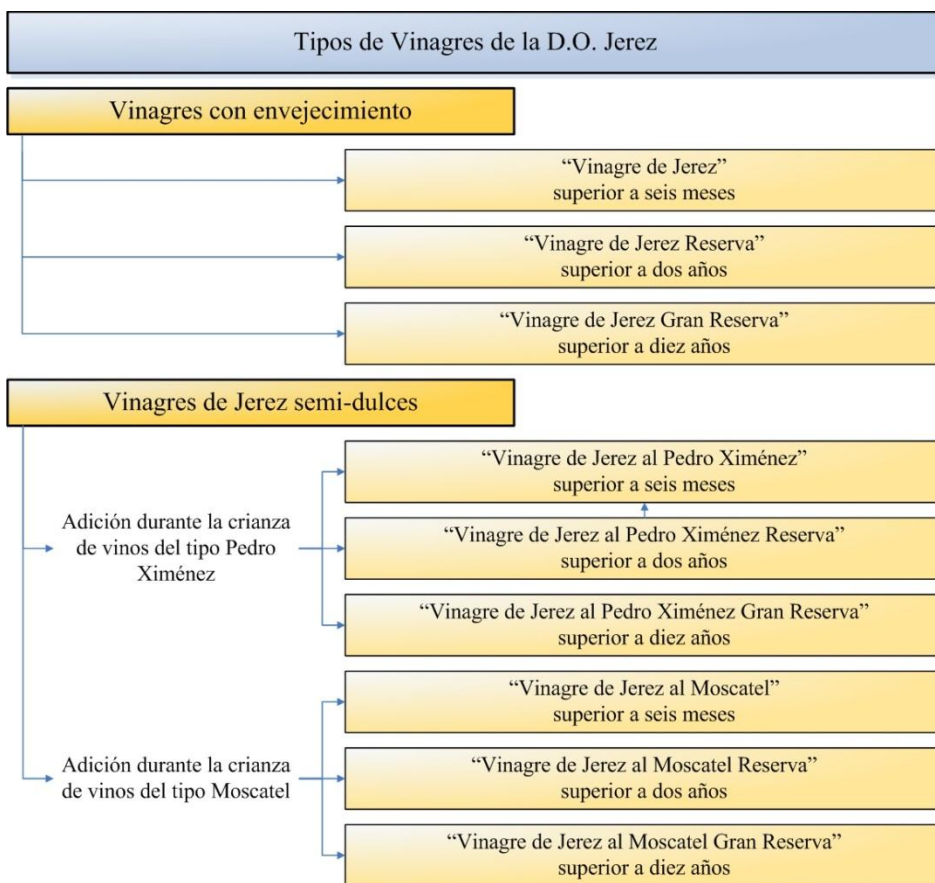 Tipos de Vinagres de la D.O. Jerez
Vinagres con envejecimiento
“Vinagre de Jerez”
superior a seis meses
“Vinagre de Jerez Reserva”
superior a dos años
“Vinagre de Jerez Gran Reserva”
superior a diez años
Vinagres de Jerez semi-dulces
Adición durante la crianza
de vinos del tipo Pedro
Ximénez
“Vinagre de Jerez al Pedro Ximénez”
superior a seis meses
“Vinagre de Jerez al Pedro Ximénez Reserva”
superior a dos años
“Vinagre de Jerez al Pedro Ximénez Gran Reserva”
superior a diez años
Adición durante la crianza
de vinos del tipo Moscatel
“Vinagre de Jerez al Moscatel”
superior a seis meses
“Vinagre de Jerez al Moscatel Reserva”
superior a dos años
“Vinagre de Jerez al Moscatel Gran Reserva”
superior a diez años